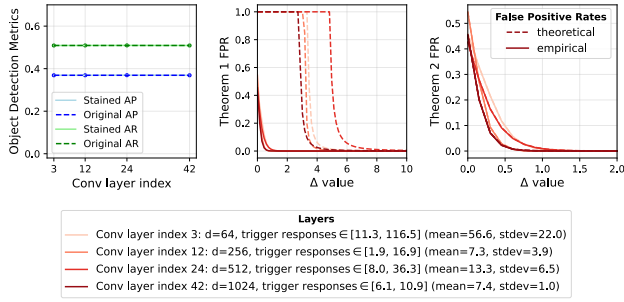 Object Detection Metrics
0.6
0.4
0.2
0.0
Stained AP
Original AP
Stained AR
Original AR
3
12
24
42
Conv layer index
Theorem 1 FPR
1.0
0.8
0.6
0.4
0.2
0.0
0
2
4
6
8
10
Δ value
Theorem 2 FPR
0.5
0.4
0.3
0.2
0.1
0.0
False Positive Rates
theoretical
empirical
0.0
0.5
1.0
1.5
2.0
Δ value
Layers
Conv layer index 3: d=64, trigger responses ∈ [11.3, 116.5] (mean=56.6, stdev=22.0)
Conv layer index 12: d=256, trigger responses ∈ [1.9, 16.9] (mean=7.3, stdev=3.9)
Conv layer index 24: d=512, trigger responses ∈ [8.0, 36.3] (mean=13.3, stdev=6.5)
Conv layer index 42: d=1024, trigger responses ∈ [6.1, 10.9] (mean=7.4, stdev=1.0)